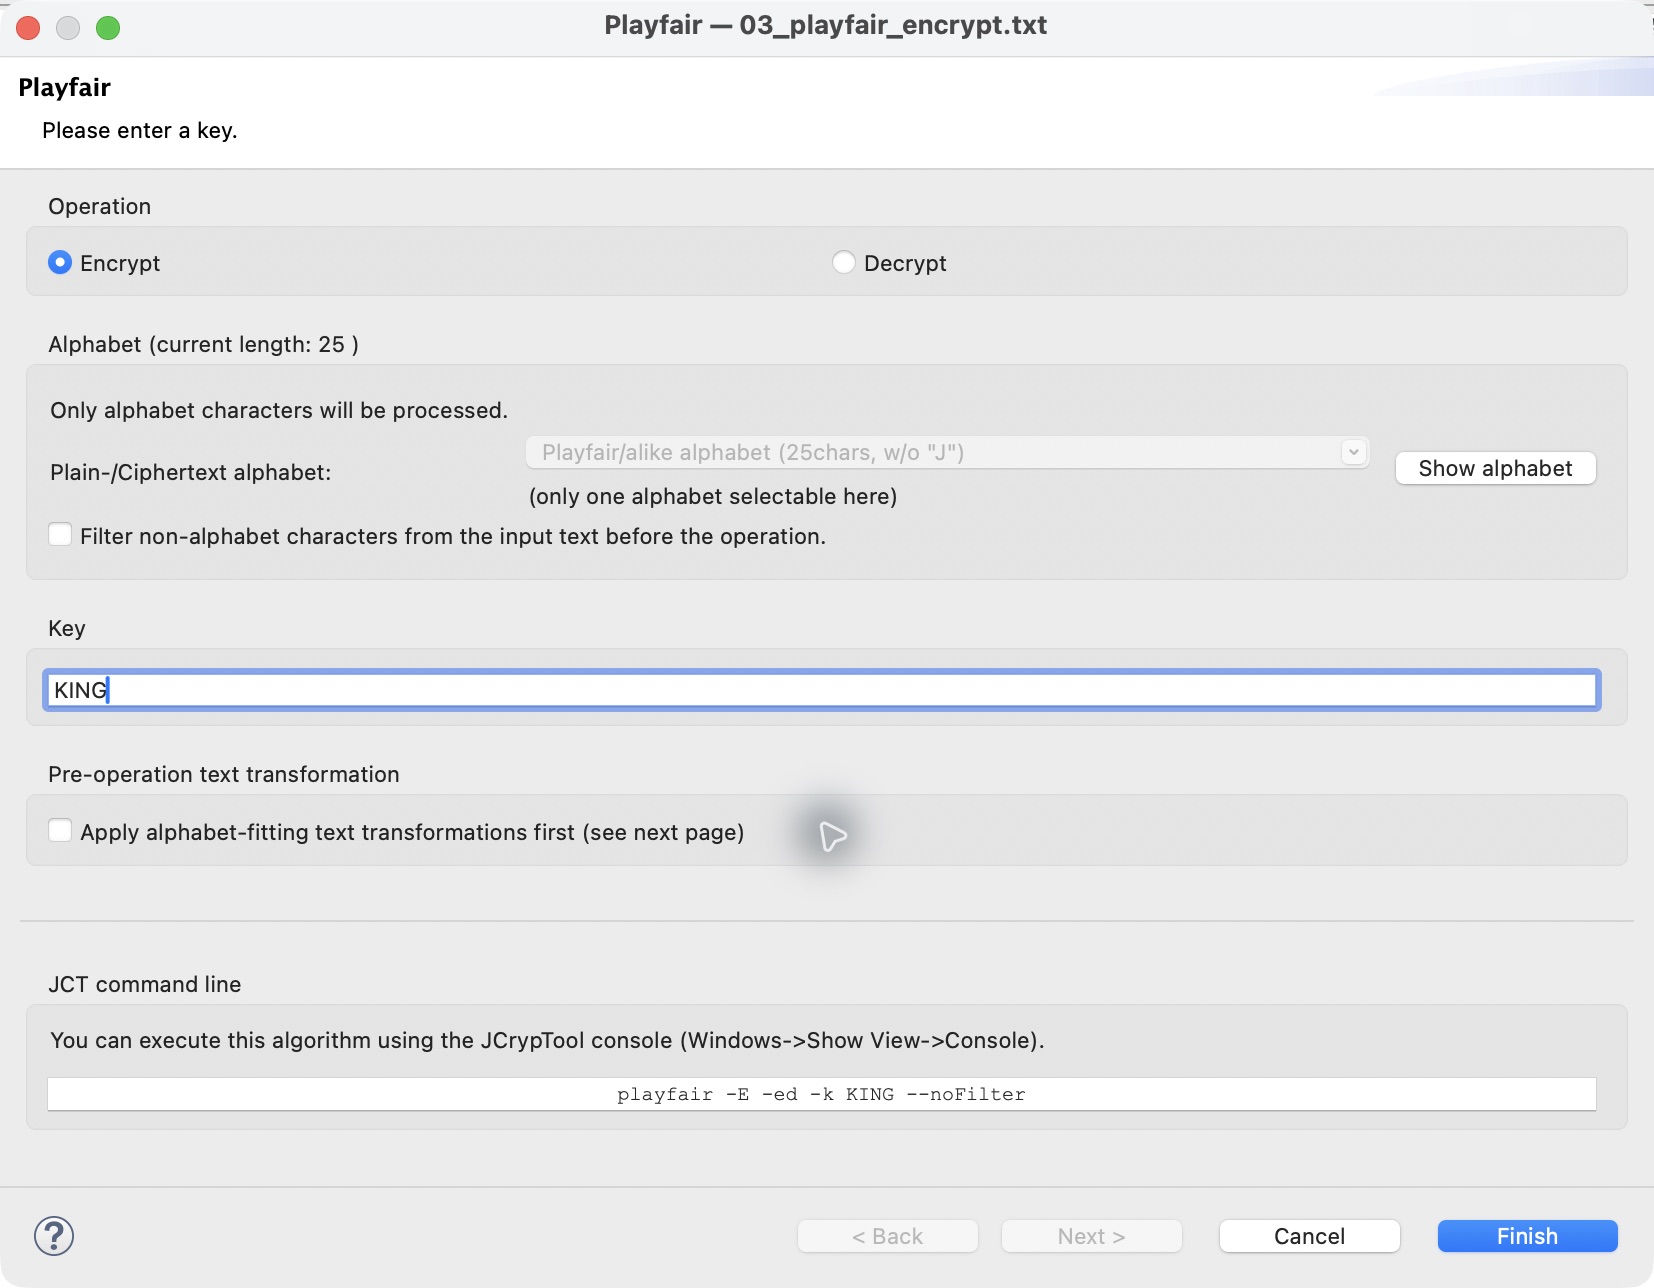 Playfair — 03_playfair_encrypt.txt
Playfair
Please enter a key.
Operation
Encrypt
Decrypt
Alphabet (current length: 25 )
Only alphabet characters will be processed.
Plain-/Ciphertext alphabet:
Playfair/alike alphabet (25chars, w/o "J")
(only one alphabet selectable here)
Show alphabet
Filter non-alphabet characters from the input text before the operation.
Key
KING
Pre-operation text transformation
Apply alphabet-fitting text transformations first (see next page)
JCT command line
You can execute this algorithm using the JCrypTool console (Windows->Show View->Console).
playfair -E -ed -k KING --noFilter
?
< Back
Next >
Cancel
Finish